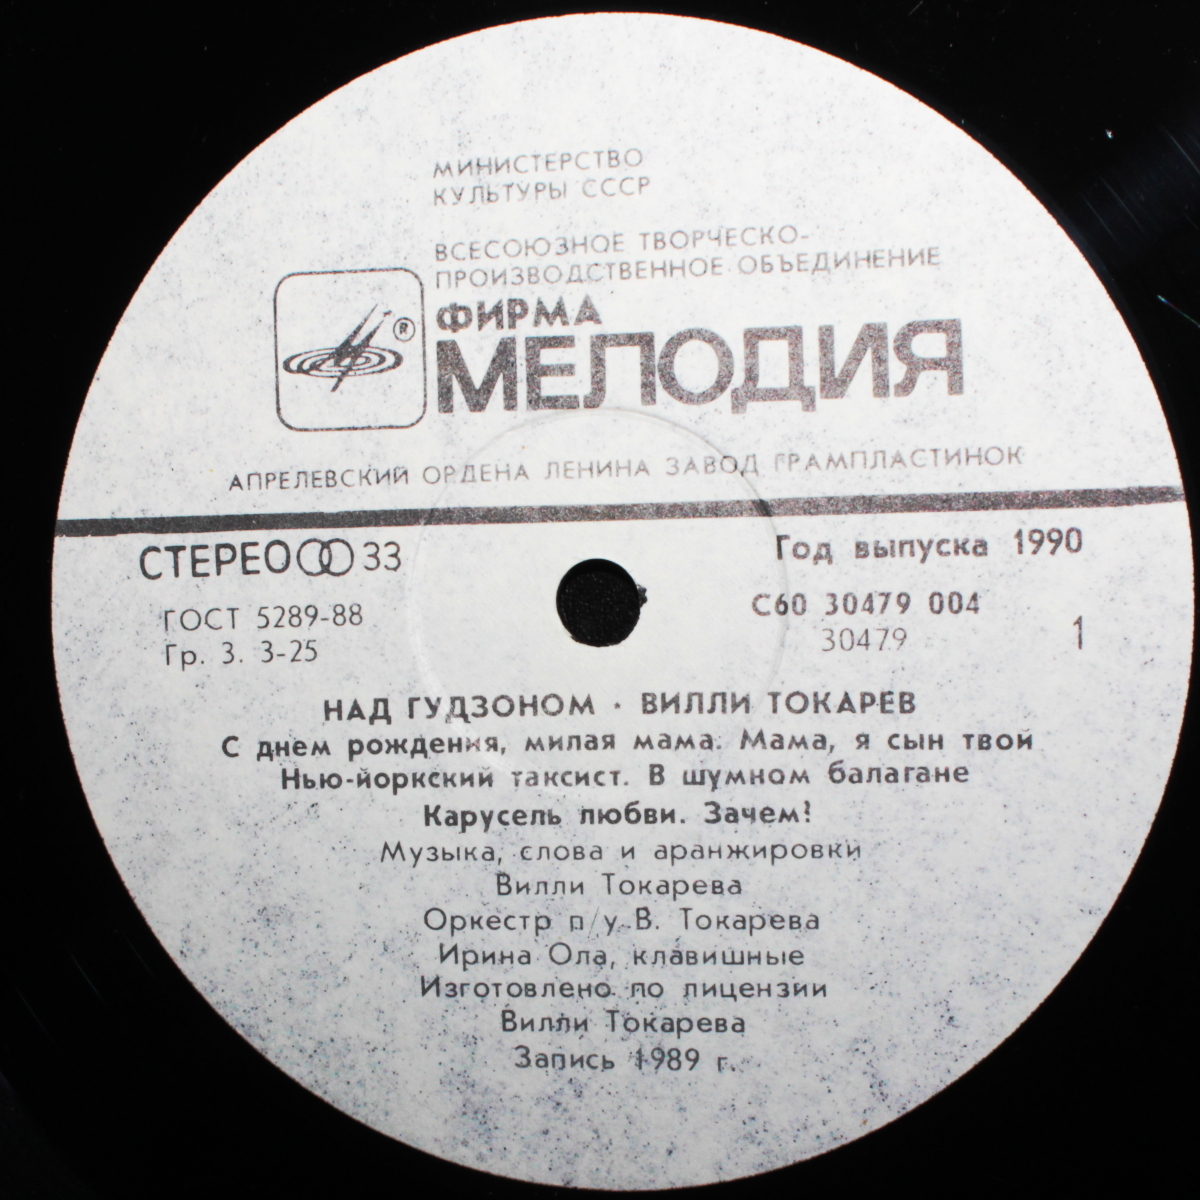 МИНИСТЕРСТВО
КУЛЬТУРЫ СССР
ВСЕСОЮЗНОЕ ТВОРЧЕСКО-
ПРОИЗВОДСТВЕННОЕ ОБЪЕДИНЕНИЕ
ФИРМА
МЕЛОДИЯ
®
АПРЕЛЕВСКИЙ ОРДЕНА ЛЕНИНА ЗАВОД ГРАМПЛАСТИНОК
СТЕРЕО 33
ГОСТ 5289-88
Гр. 3. 3-25
Год выпуска 1990
С60 30479 004
30479
1
НАД ГУДЗОНОМ · ВИЛЛИ ТОКАРЕВ
С днем рождения, милая мама. Мама, я сын твой
Нью-йоркский таксист. В шумном балагане
Карусель любви. Зачем?
Музыка, слова и аранжировки
Вилли Токарева
Оркестр п/у В. Токарева
Ирина Ола, клавишные
Изготовлено по лицензии
Вилли Токарева
Запись 1989 г.